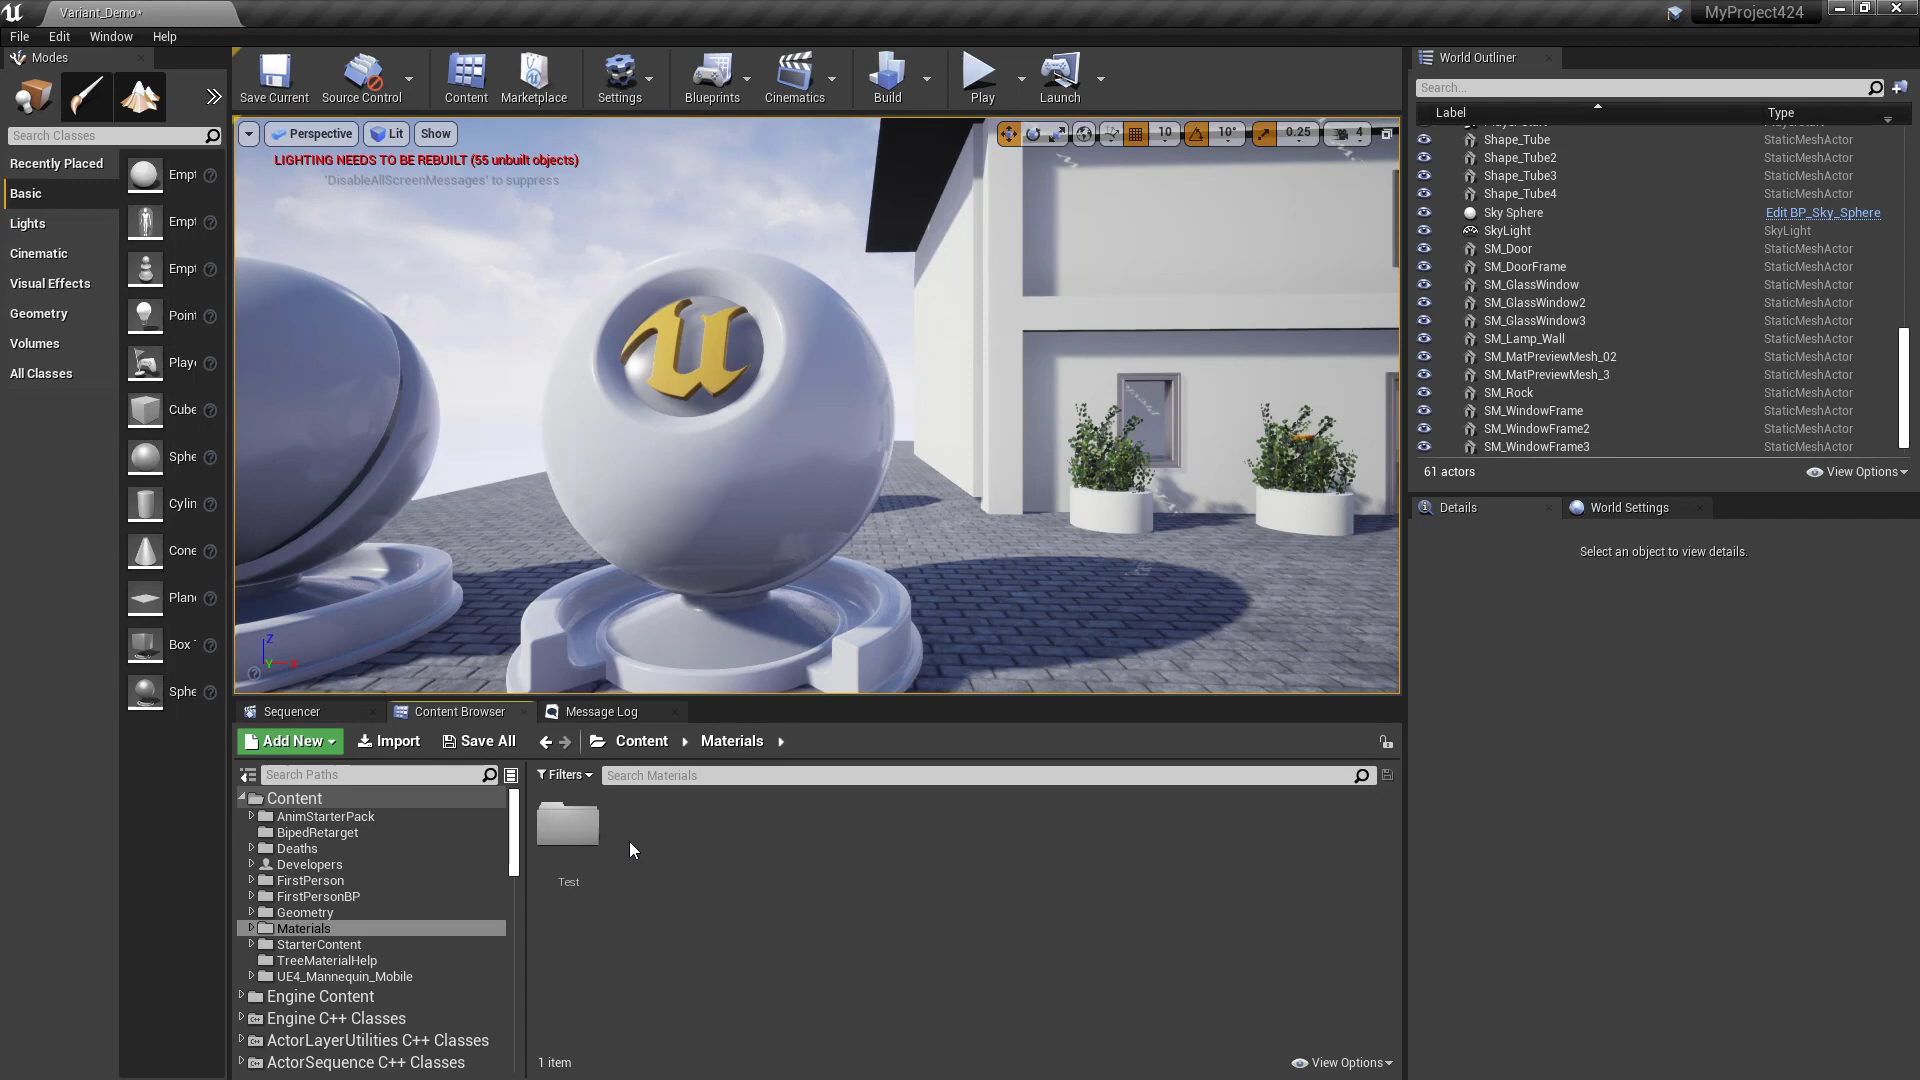 Variant_Demo*
MyProject424
File Edit Window Help
Modes
Search Classes
Recently Placed
Basic
Lights
Cinematic
Visual Effects
Geometry
Volumes
All Classes
Empt
Empt
Empt
Point
Playe
Cube
Sphe
Cylin
Cone
Plane
Box
Sphe
Save Current Source Control Content Marketplace Settings Blueprints Cinematics Build Play Launch
Perspective Lit Show
10 10° 0.25 4
LIGHTING NEEDS TO BE REBUILT (55 unbuilt objects)
'DisableAllScreenMessages' to suppress
Z
Y X
World Outliner
Search...
Label Type
Shape_Tube StaticMeshActor
Shape_Tube2 StaticMeshActor
Shape_Tube3 StaticMeshActor
Shape_Tube4 StaticMeshActor
Sky Sphere Edit BP_Sky_Sphere
SkyLight SkyLight
SM_Door StaticMeshActor
SM_DoorFrame StaticMeshActor
SM_GlassWindow StaticMeshActor
SM_GlassWindow2 StaticMeshActor
SM_GlassWindow3 StaticMeshActor
SM_Lamp_Wall StaticMeshActor
SM_MatPreviewMesh_02 StaticMeshActor
SM_MatPreviewMesh_3 StaticMeshActor
SM_Rock StaticMeshActor
SM_WindowFrame StaticMeshActor
SM_WindowFrame2 StaticMeshActor
SM_WindowFrame3 StaticMeshActor
61 actors View Options
Details World Settings
Select an object to view details.
Sequencer Content Browser Message Log
Add New Import Save All Content Materials
Search Paths
Filters Search Materials
Content
AnimStarterPack
BipedRetarget
Deaths
Developers
FirstPerson
FirstPersonBP
Geometry
Materials
StarterContent
TreeMaterialHelp
UE4_Mannequin_Mobile
Engine Content
Engine C++ Classes
ActorLayerUtilities C++ Classes
ActorSequence C++ Classes
Test
1 item View Options